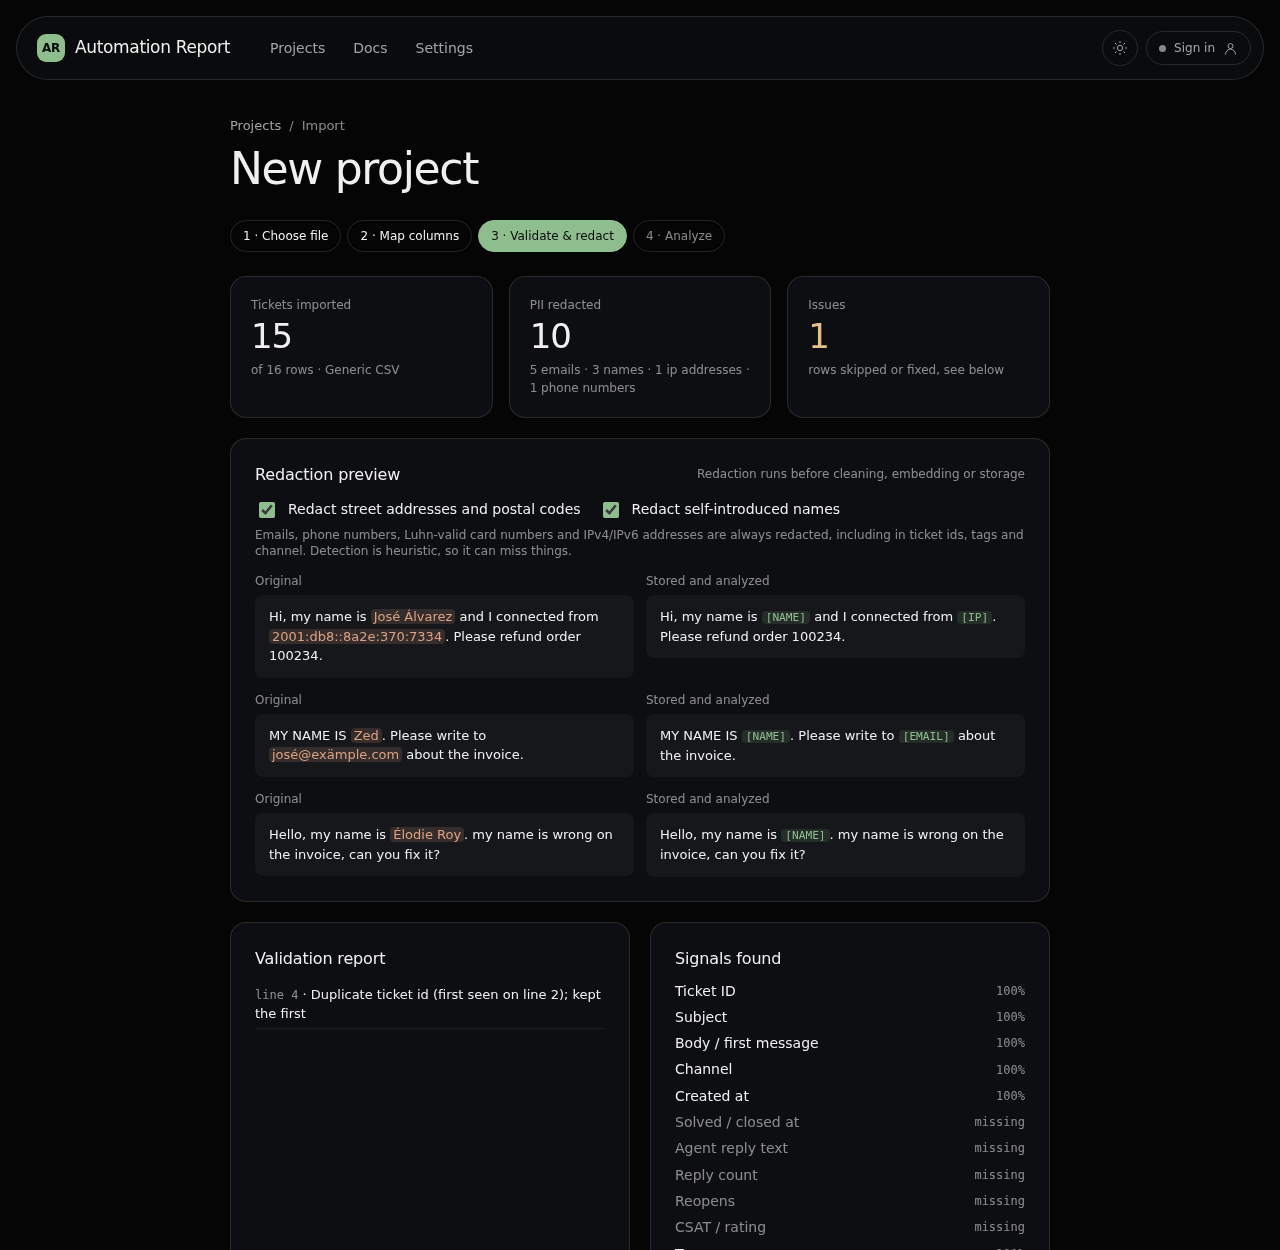 AR Automation Report Projects Docs Settings Sign in
Projects / Import
New project
1 · Choose file 2 · Map columns 3 · Validate & redact 4 · Analyze
Tickets imported
15
of 16 rows · Generic CSV
PII redacted
10
5 emails · 3 names · 1 ip addresses ·
1 phone numbers
Issues
1
rows skipped or fixed, see below
Redaction preview
Redaction runs before cleaning, embedding or storage
Redact street addresses and postal codes Redact self-introduced names
Emails, phone numbers, Luhn-valid card numbers and IPv4/IPv6 addresses are always redacted, including in ticket ids, tags and
channel. Detection is heuristic, so it can miss things.
Original
Hi, my name is José Álvarez and I connected from
2001:db8::8a2e:370:7334. Please refund order
100234.
Stored and analyzed
Hi, my name is [NAME] and I connected from [IP].
Please refund order 100234.
Original
MY NAME IS Zed. Please write to
josé@exämple.com about the invoice.
Stored and analyzed
MY NAME IS [NAME]. Please write to [EMAIL] about
the invoice.
Original
Hello, my name is Élodie Roy. my name is wrong on
the invoice, can you fix it?
Stored and analyzed
Hello, my name is [NAME]. my name is wrong on the
invoice, can you fix it?
Validation report
line 4 · Duplicate ticket id (first seen on line 2); kept
the first
Signals found
Ticket ID 100%
Subject 100%
Body / first message 100%
Channel 100%
Created at 100%
Solved / closed at missing
Agent reply text missing
Reply count missing
Reopens missing
CSAT / rating missing